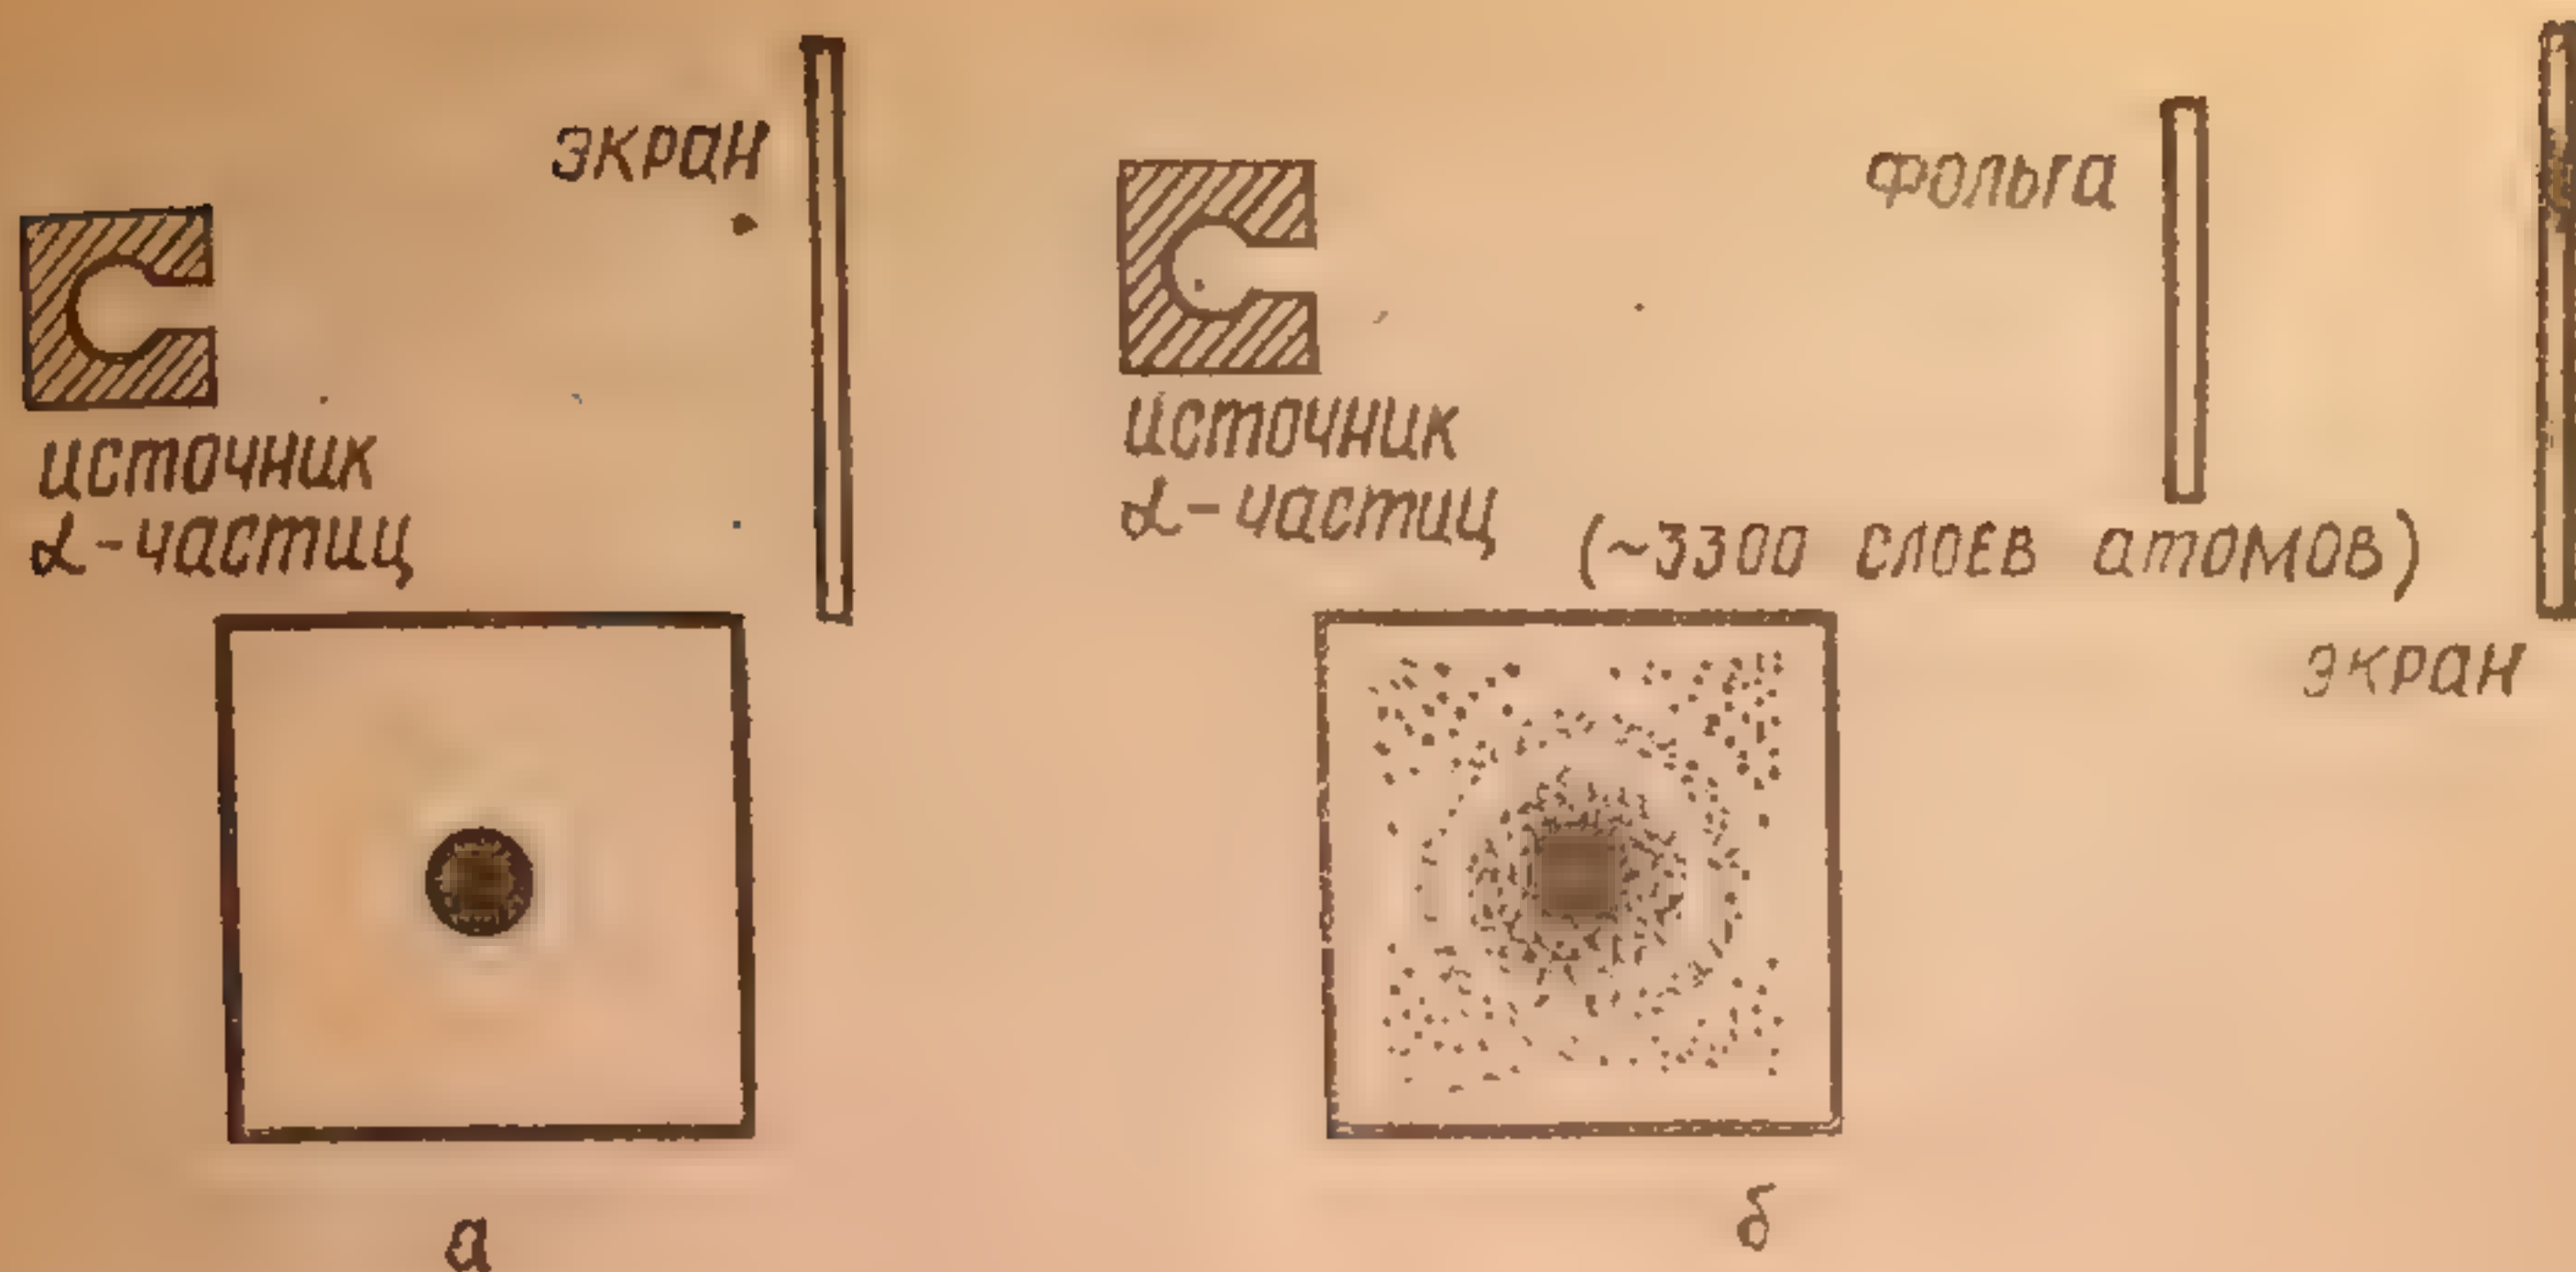 экран
источник
α-частиц
а
фольга
источник
α-частиц
(~3300 слоев атомов)
экран
б